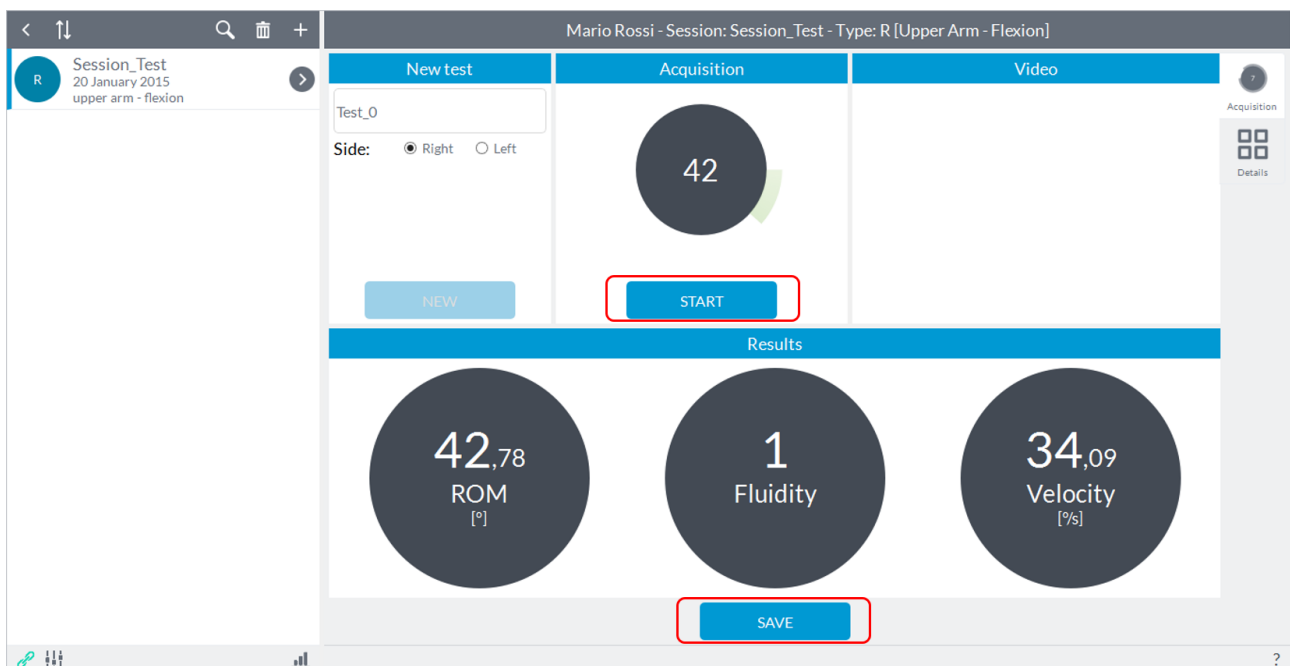 Mario Rossi - Session: Session_Test - Type: R [Upper Arm - Flexion]
R
Session_Test
20 January 2015
upper arm - flexion
New test
Acquisition
Video
Test_0
Side: Right Left
NEW
42
START
7
Acquisition
Details
Results
42,78
ROM
[°]
1
Fluidity
34,09
Velocity
[°/s]
SAVE
?